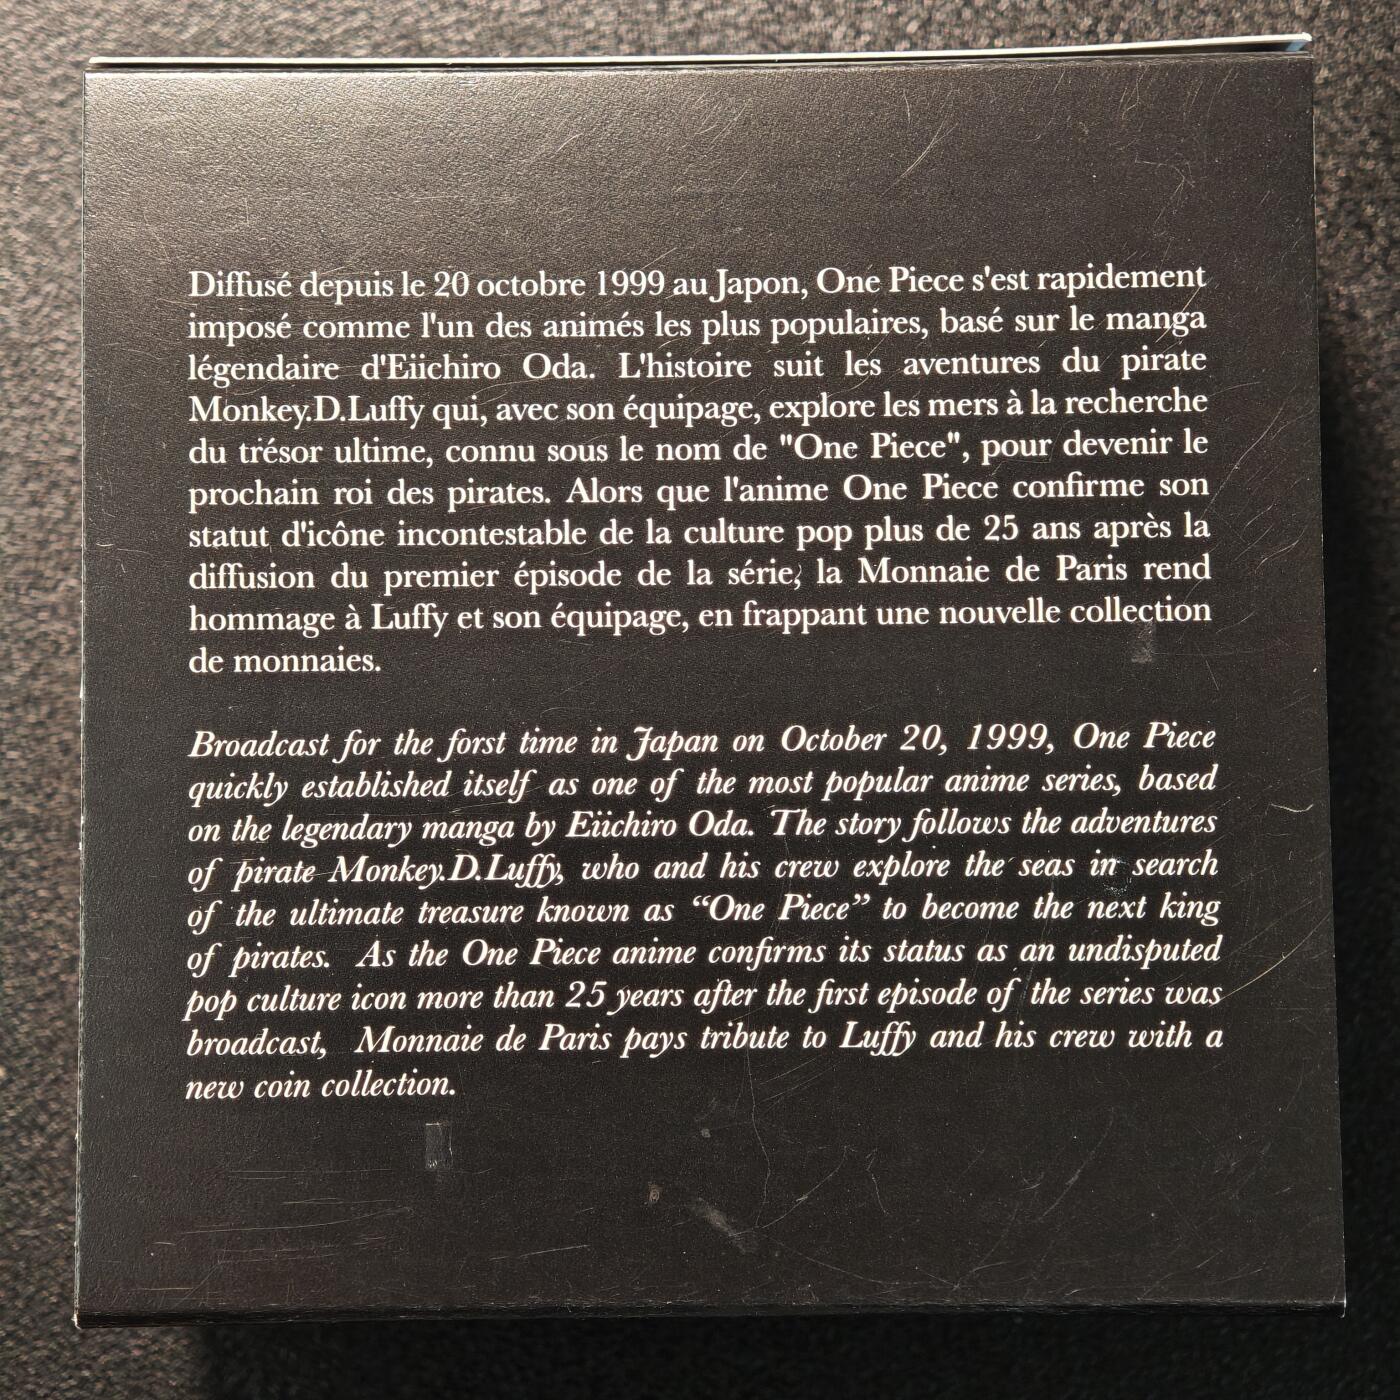 Diffusé depuis le 20 octobre 1999 au Japon, One Piece s'est rapidement
imposé comme l'un des animés les plus populaires, basé sur le manga
légendaire d'Eiichiro Oda. L'histoire suit les aventures du pirate
Monkey.D.Luffy qui, avec son équipage, explore les mers à la recherche
du trésor ultime, connu sous le nom de "One Piece", pour devenir le
prochain roi des pirates. Alors que l'anime One Piece confirme son
statut d'icône incontestable de la culture pop plus de 25 ans après la
diffusion du premier épisode de la série, la Monnaie de Paris rend
hommage à Luffy et son équipage, en frappant une nouvelle collection
de monnaies.
Broadcast for the forst time in Japan on October 20, 1999, One Piece
quickly established itself as one of the most popular anime series, based
on the legendary manga by Eiichiro Oda. The story follows the adventures
of pirate Monkey.D.Luffy, who and his crew explore the seas in search
of the ultimate treasure known as “One Piece” to become the next king
of pirates. As the One Piece anime confirms its status as an undisputed
pop culture icon more than 25 years after the first episode of the series was
broadcast, Monnaie de Paris pays tribute to Luffy and his crew with a
new coin collection.